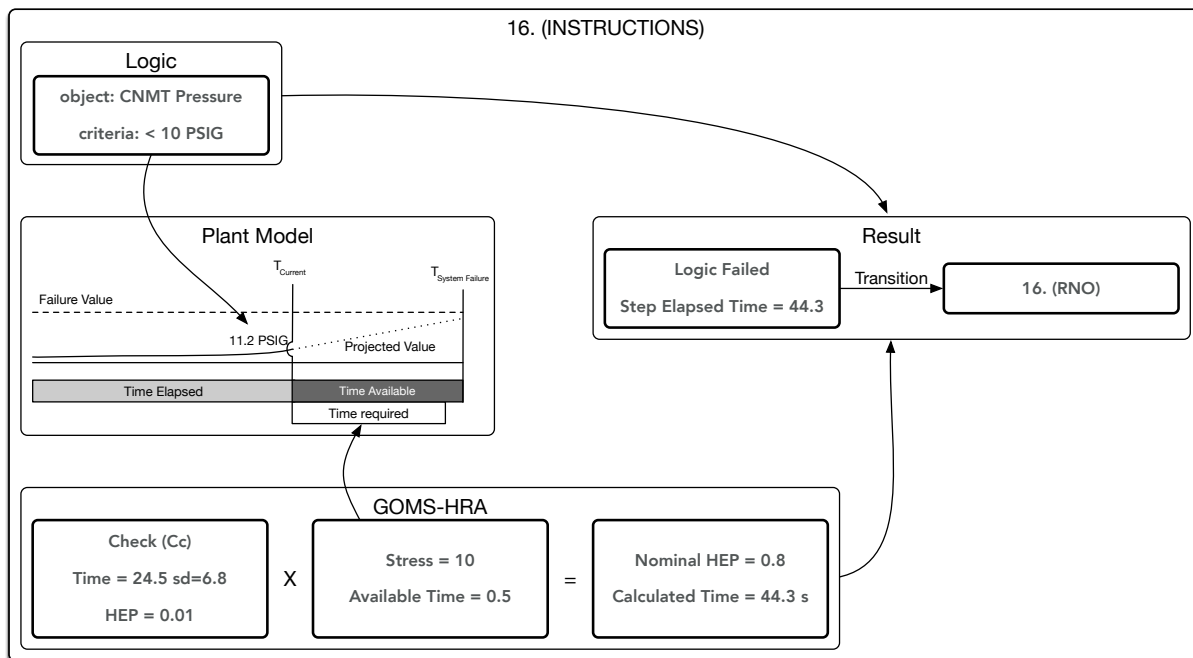 16. (INSTRUCTIONS)
Logic
object: CNMT Pressure
criteria: < 10 PSIG
Plant Model
T Current
T System Failure
Failure Value
11.2 PSIG
Projected Value
Time Elapsed
Time Available
Time required
Result
Logic Failed
Step Elapsed Time = 44.3
Transition
16. (RNO)
GOMS-HRA
Check (Cc)
Time = 24.5 sd=6.8
HEP = 0.01
X
Stress = 10
Available Time = 0.5
=
Nominal HEP = 0.8
Calculated Time = 44.3 s